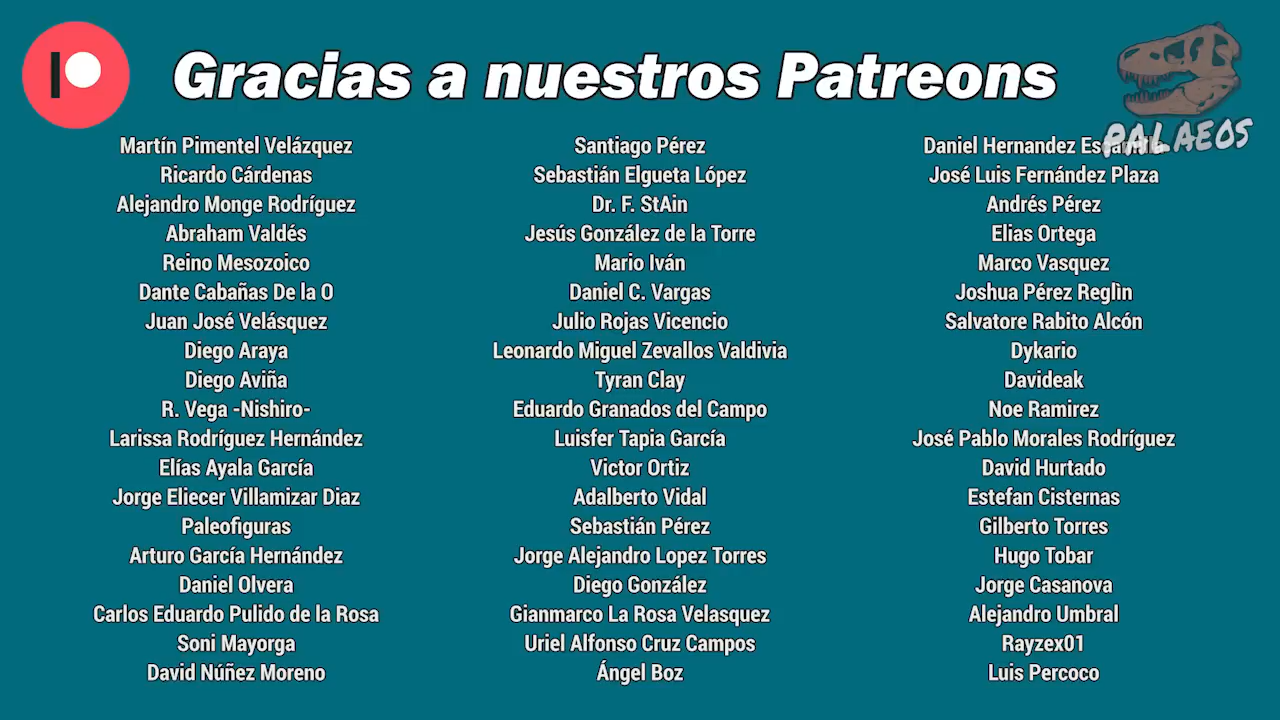 Gracias a nuestros Patreons
PALAEOS
Martín Pimentel Velázquez
Ricardo Cárdenas
Alejandro Monge Rodríguez
Abraham Valdés
Reino Mesozoico
Dante Cabañas De la O
Juan José Velásquez
Diego Araya
Diego Aviña
R. Vega -Nishiro-
Larissa Rodríguez Hernández
Elías Ayala García
Jorge Eliecer Villamizar Diaz
Paleofiguras
Arturo García Hernández
Daniel Olvera
Carlos Eduardo Pulido de la Rosa
Soni Mayorga
David Núñez Moreno
Santiago Pérez
Sebastián Elgueta López
Dr. F. StAin
Jesús González de la Torre
Mario Iván
Daniel C. Vargas
Julio Rojas Vicencio
Leonardo Miguel Zevallos Valdivia
Tyran Clay
Eduardo Granados del Campo
Luisfer Tapia García
Victor Ortiz
Adalberto Vidal
Sebastián Pérez
Jorge Alejandro Lopez Torres
Diego González
Gianmarco La Rosa Velasquez
Uriel Alfonso Cruz Campos
Ángel Boz
Daniel Hernandez
José Luis Fernández Plaza
Andrés Pérez
Elias Ortega
Marco Vasquez
Joshua Pérez Reglìn
Salvatore Rabito Alcón
Dykario
Davideak
Noe Ramirez
José Pablo Morales Rodríguez
David Hurtado
Estefan Cisternas
Gilberto Torres
Hugo Tobar
Jorge Casanova
Alejandro Umbral
Rayzex01
Luis Percoco